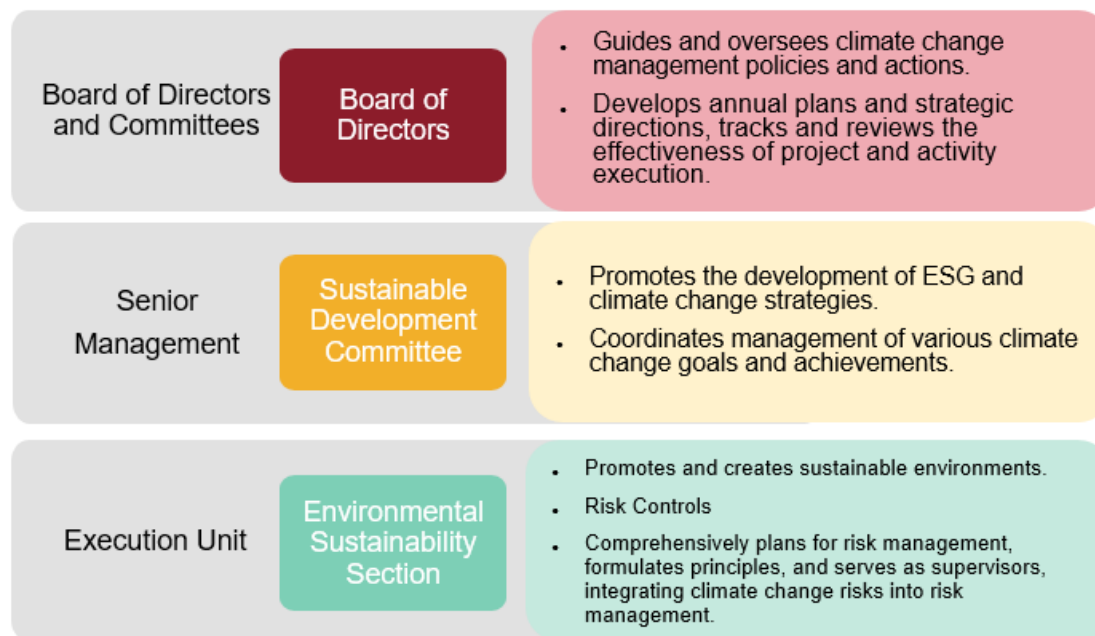 Board of Directors
and Committees
Board of
Directors
• Guides and oversees climate change
management policies and actions.
• Develops annual plans and strategic
directions, tracks and reviews the
effectiveness of project and activity
execution.
Senior
Management
Sustainable
Development
Committee
• Promotes the development of ESG and
climate change strategies.
• Coordinates management of various climate
change goals and achievements.
Execution Unit
Environmental
Sustainability
Section
• Promotes and creates sustainable environments.
• Risk Controls
• Comprehensively plans for risk management,
formulates principles, and serves as supervisors,
integrating climate change risks into risk
management.